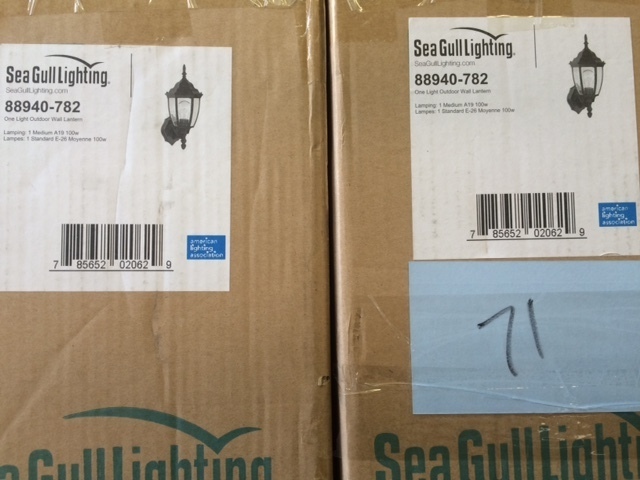 Sea Gull Lighting.
SeaGullLighting.com
88940-782
One Light Outdoor Wall Lantern
Lamping: 1 Medium A19 100w
Lampes: 1 Standard E-26 Moyenne 100w
american
lighting
association
7 85652 02062 9
Sea Gull Lighting
Sea Gull Lighting.
SeaGullLighting.com
88940-782
One Light Outdoor Wall Lantern
Lamping: 1 Medium A19 100w
Lampes: 1 Standard E-26 Moyenne 100w
american
lighting
association
7 85652 02062 9
71
Sea Gull Lighting